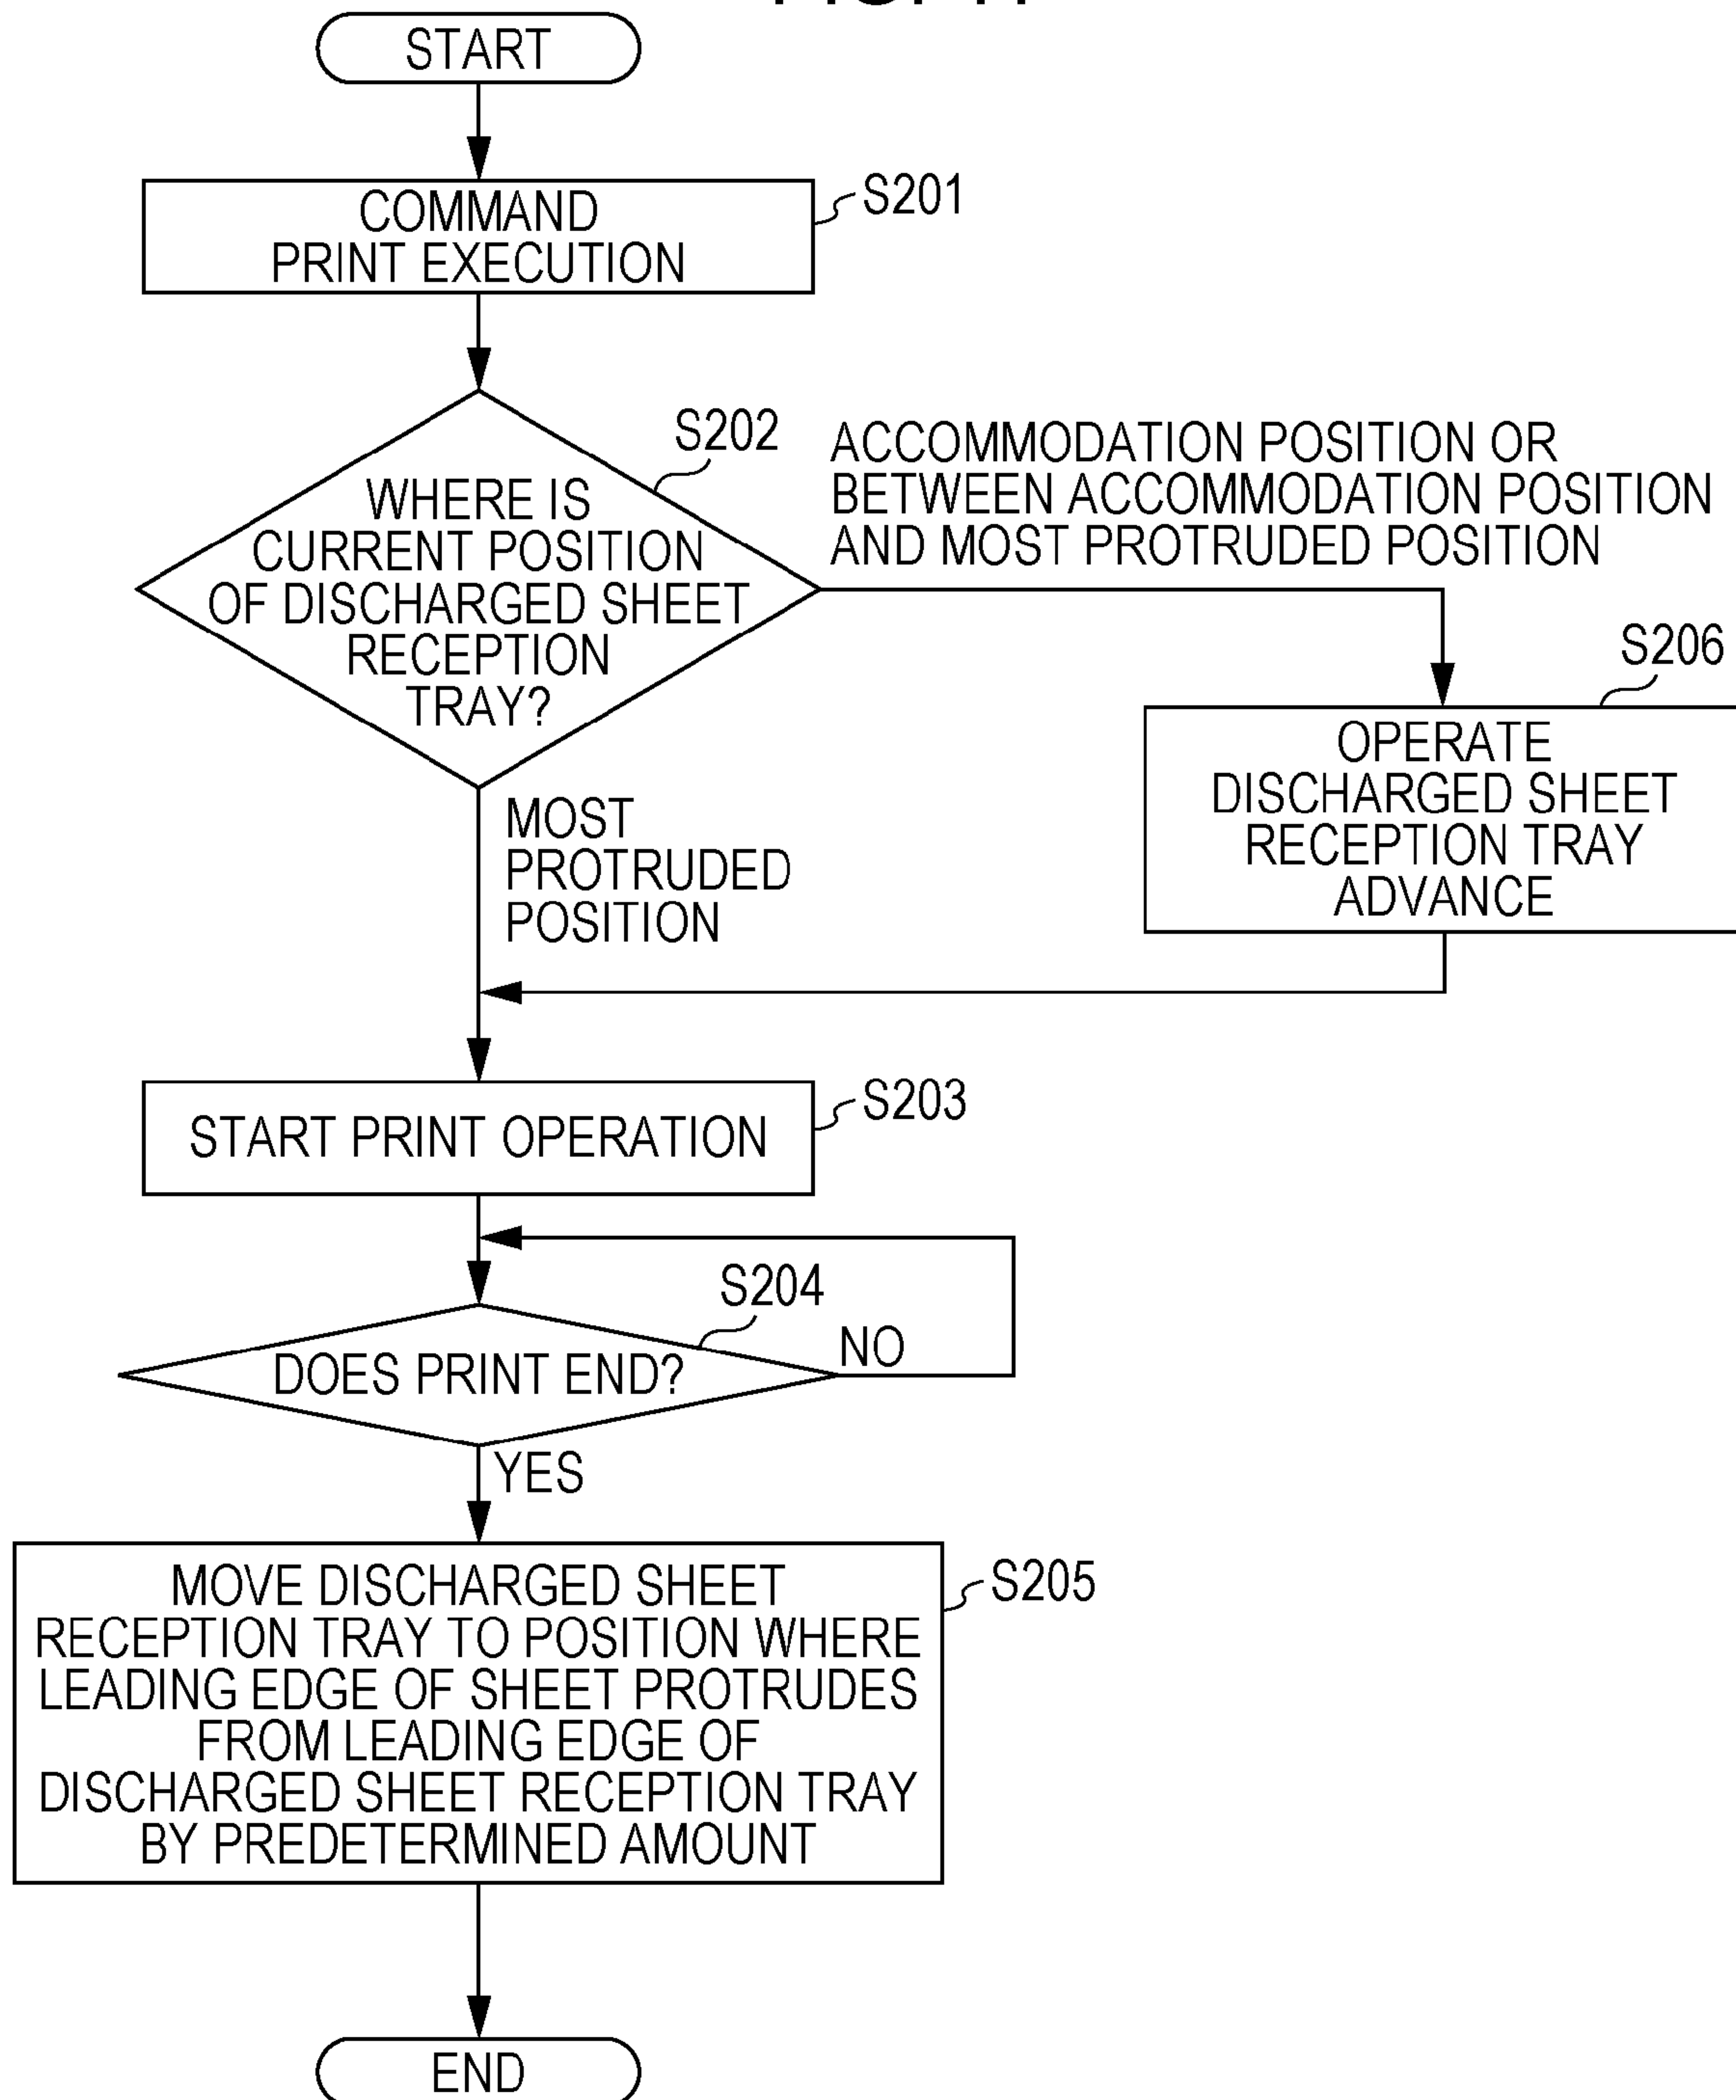 START
COMMAND
PRINT EXECUTION
S201
S202
WHERE IS
CURRENT POSITION
OF DISCHARGED SHEET
RECEPTION
TRAY?
ACCOMMODATION POSITION OR
BETWEEN ACCOMMODATION POSITION
AND MOST PROTRUDED POSITION
S206
OPERATE
DISCHARGED SHEET
RECEPTION TRAY
ADVANCE
MOST
PROTRUDED
POSITION
START PRINT OPERATION
S203
S204
DOES PRINT END?
NO
YES
MOVE DISCHARGED SHEET
RECEPTION TRAY TO POSITION WHERE
LEADING EDGE OF SHEET PROTRUDES
FROM LEADING EDGE OF
DISCHARGED SHEET RECEPTION TRAY
BY PREDETERMINED AMOUNT
S205
END